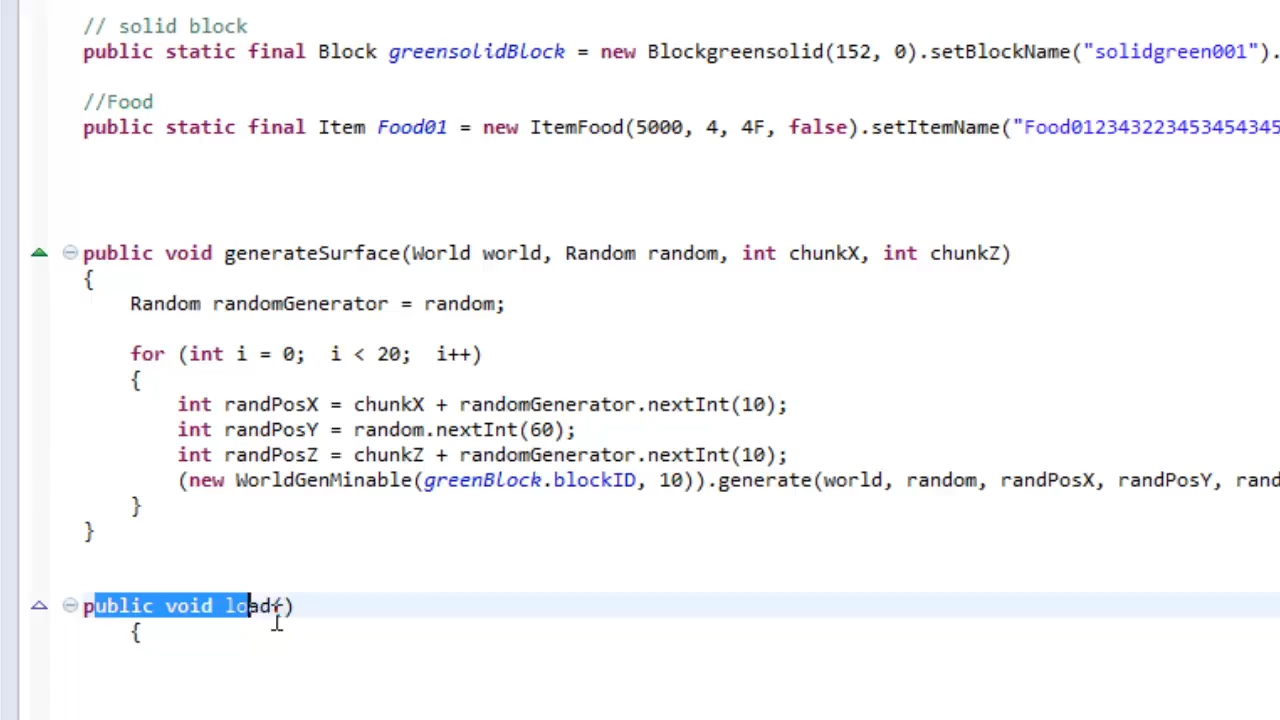 // solid block
public static final Block greensolidBlock = new Blockgreensolid(152, 0).setBlockName("solidgreen001").
//Food
public static final Item Food01 = new ItemFood(5000, 4, 4F, false).setItemName("Food012343223453454345
public void generateSurface(World world, Random random, int chunkX, int chunkZ)
{
Random randomGenerator = random;
for (int i = 0; i < 20; i++)
{
int randPosX = chunkX + randomGenerator.nextInt(10);
int randPosY = random.nextInt(60);
int randPosZ = chunkZ + randomGenerator.nextInt(10);
(new WorldGenMinable(greenBlock.blockID, 10)).generate(world, random, randPosX, randPosY, rand
}
}
public void load()
{